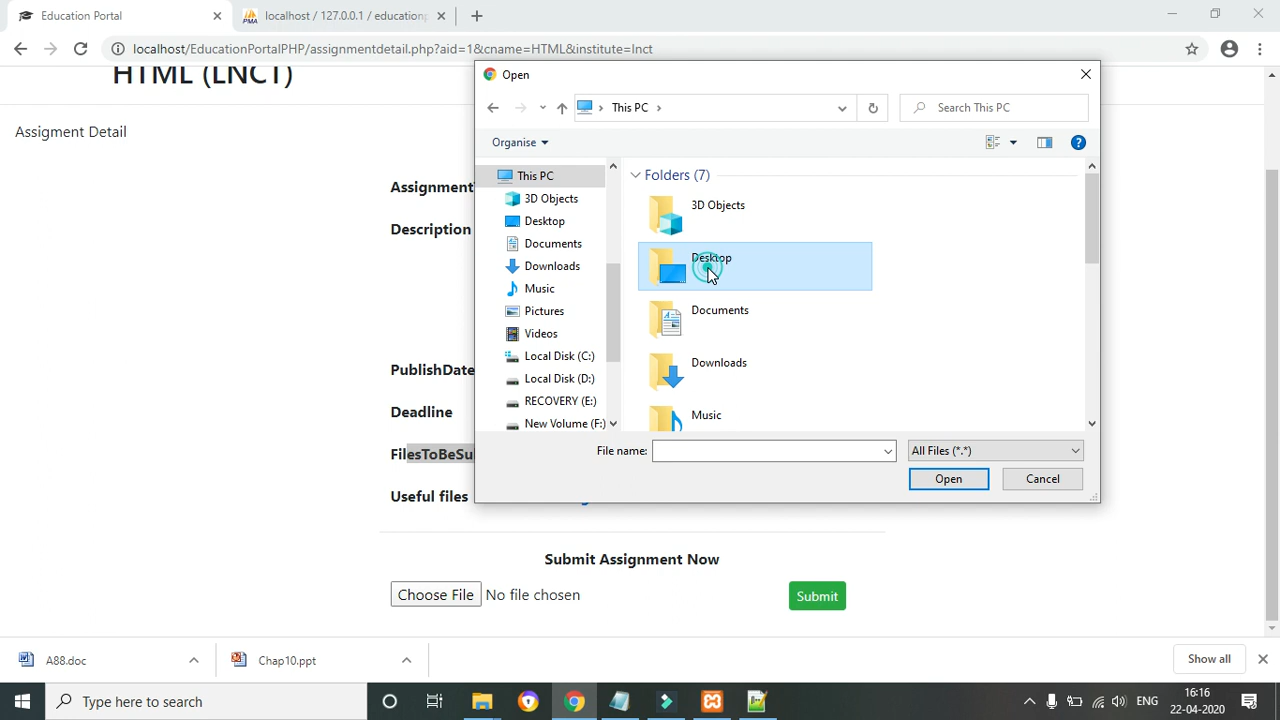 Education Portal
localhost / 127.0.0.1 / educationp
localhost/EducationPortalPHP/assignmentdetail.php?aid=1&cname=HTML&institute=lnct
HTML (LNCT)
Assigment Detail
Assignment
Description
PublishDate
Deadline
FilesToBeSu
Useful files
Submit Assignment Now
Choose File No file chosen
Submit
Open
This PC
Search This PC
Organise
This PC
3D Objects
Desktop
Documents
Downloads
Music
Pictures
Videos
Local Disk (C:)
Local Disk (D:)
RECOVERY (E:)
New Volume (F:)
Folders (7)
3D Objects
Desktop
Documents
Downloads
Music
File name:
All Files (*.*)
Open
Cancel
A88.doc
Chap10.ppt
Show all
Type here to search
ENG
16:16
22-04-2020